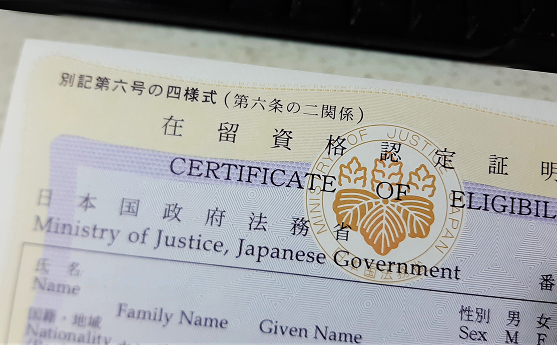 別記第六号の四様式(第六条の二関係)
在留資格認定証明
CERTIFICATE OF ELIGIBIL
MINISTRY OF JUSTICE JAPAN
日本国政府法務省
Ministry of Justice, Japanese Government
番
氏名
Name
Family Name Given Name
性別 男 女
Sex M F
国籍・地域
Nationality